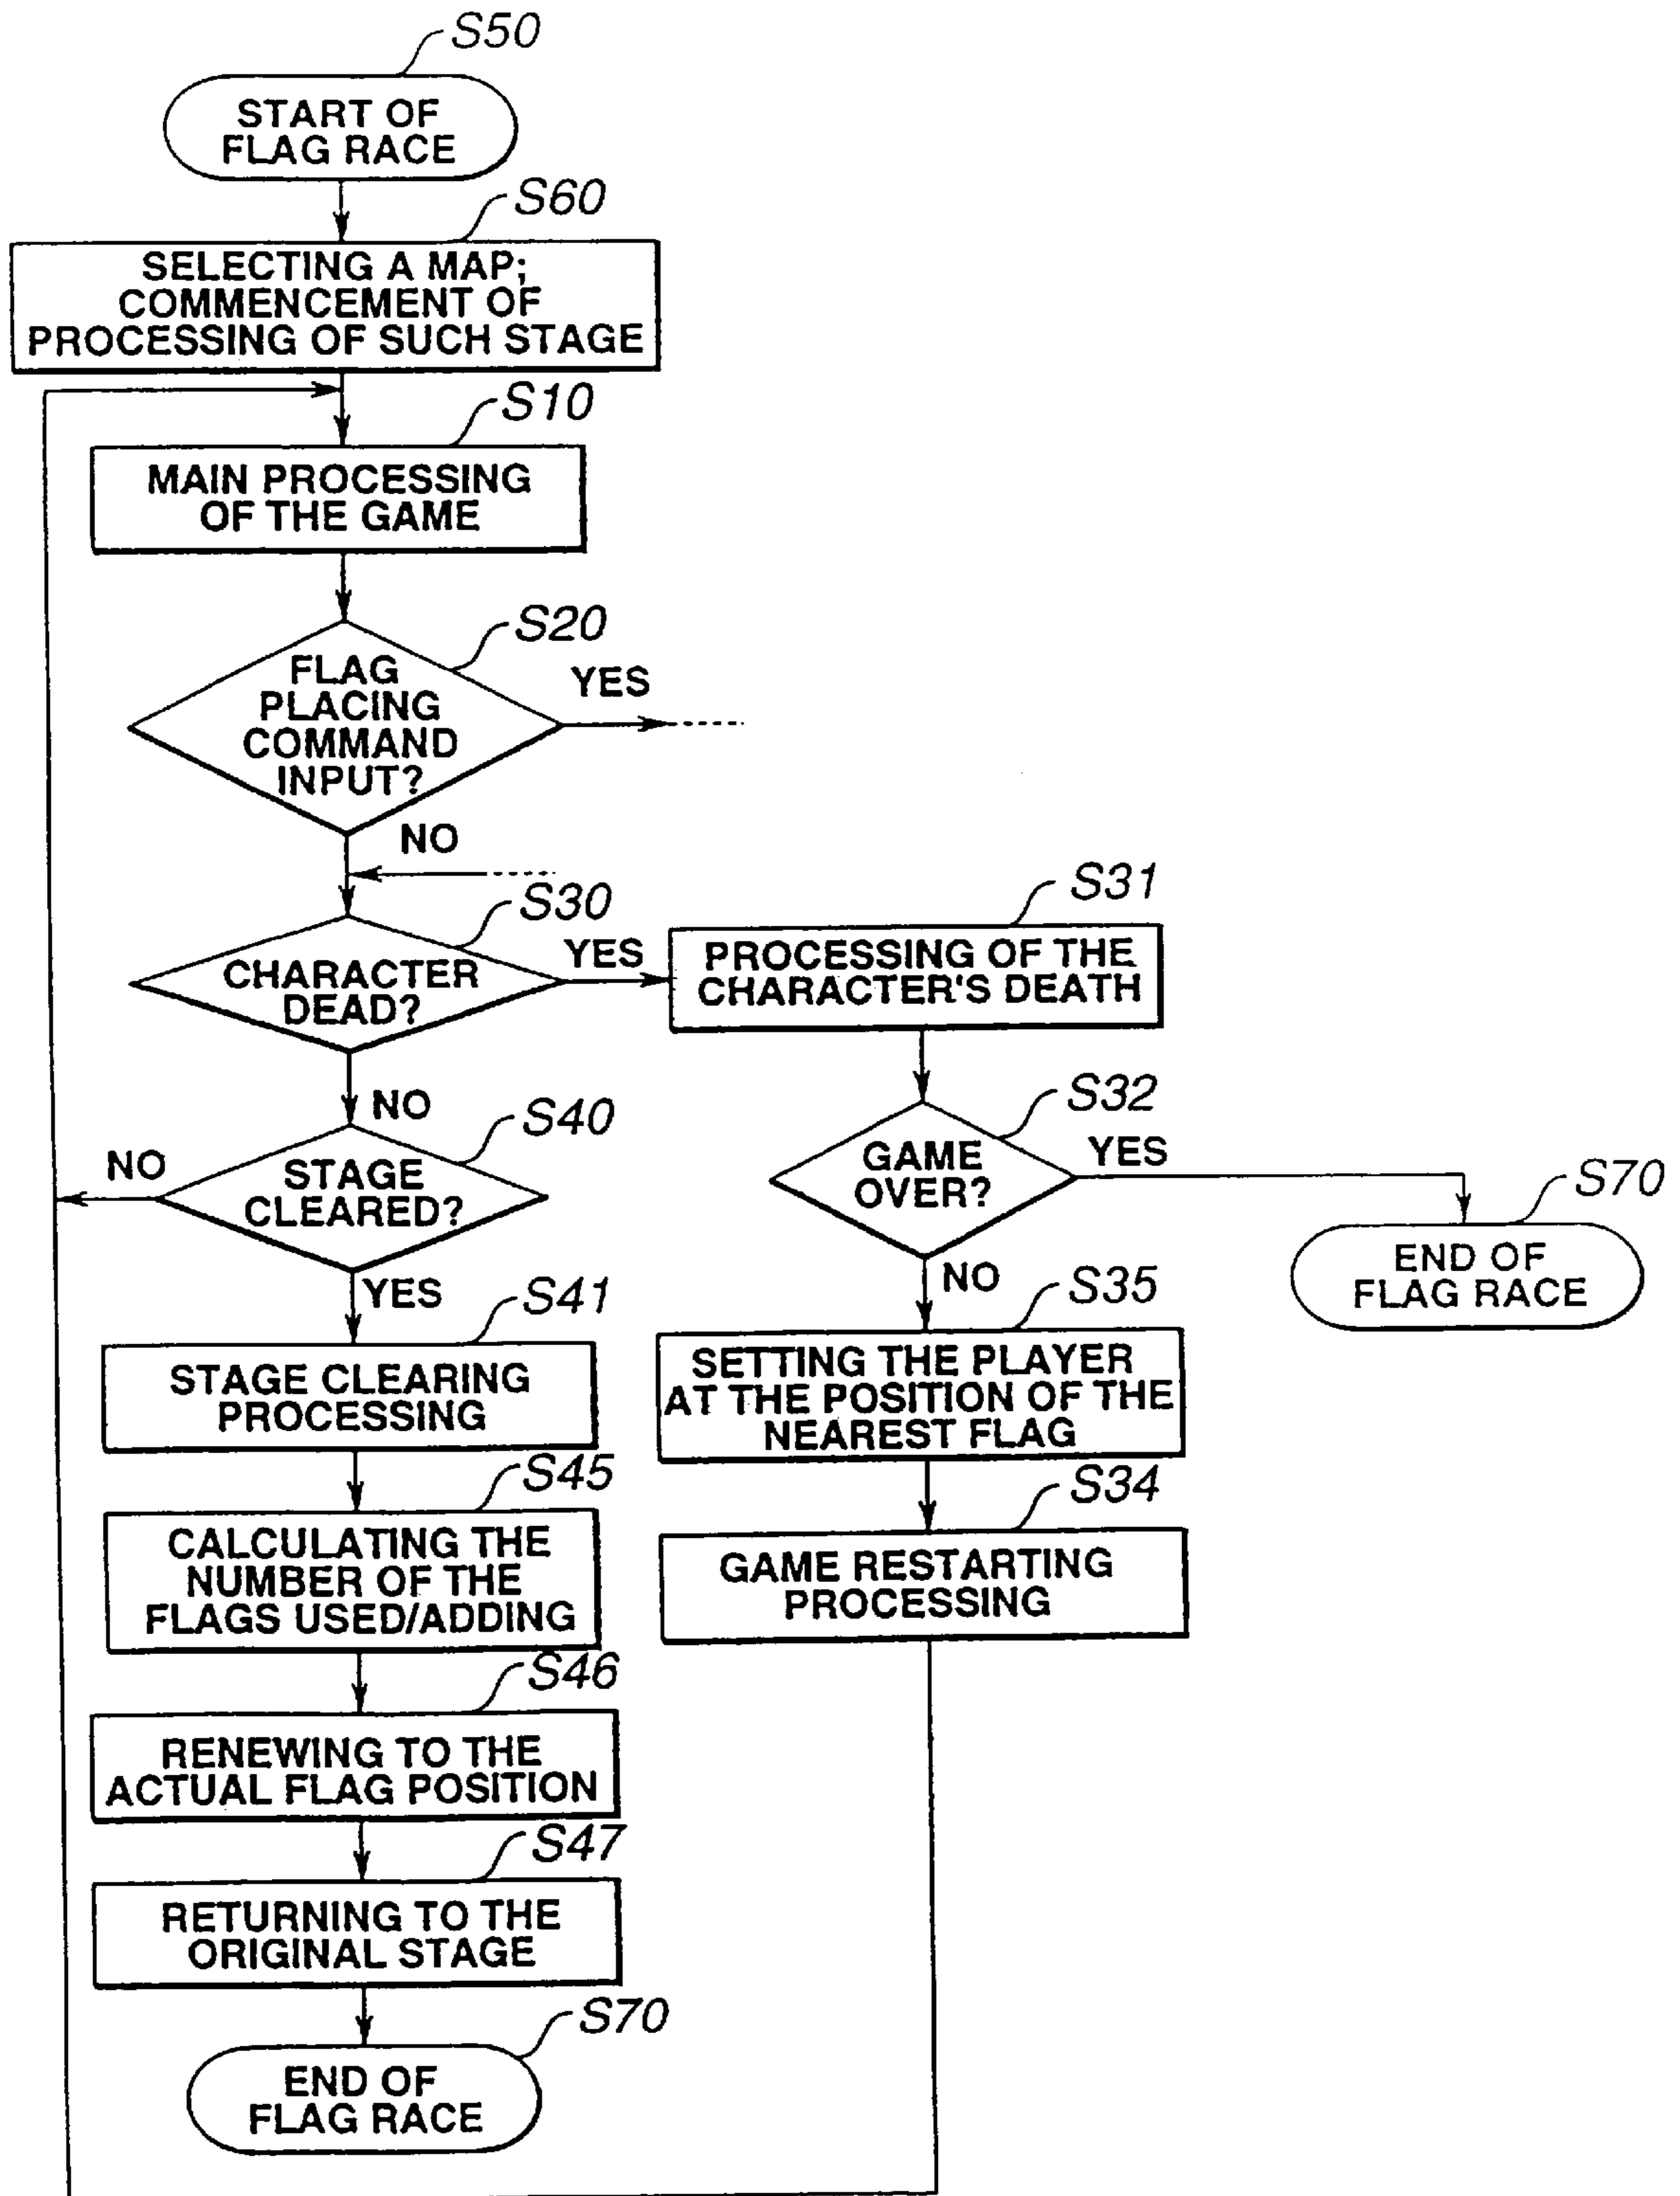 S50
START OF
FLAG RACE
S60
SELECTING A MAP;
COMMENCEMENT OF
PROCESSING OF SUCH STAGE
S10
MAIN PROCESSING
OF THE GAME
S20
FLAG
PLACING
COMMAND
INPUT?
YES
NO
S30
CHARACTER
DEAD?
YES
S31
PROCESSING OF THE
CHARACTER'S DEATH
NO
S40
STAGE
CLEARED?
NO
YES
S32
GAME
OVER?
YES
S70
END OF
FLAG RACE
NO
S35
SETTING THE PLAYER
AT THE POSITION OF THE
NEAREST FLAG
S34
GAME RESTARTING
PROCESSING
S41
STAGE CLEARING
PROCESSING
S45
CALCULATING THE
NUMBER OF THE
FLAGS USED/ADDING
S46
RENEWING TO THE
ACTUAL FLAG POSITION
S47
RETURNING TO THE
ORIGINAL STAGE
S70
END OF
FLAG RACE